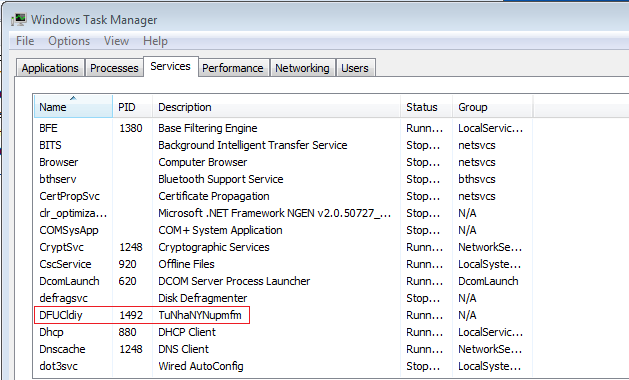 Windows Task Manager
File Options View Help
Applications Processes Services Performance Networking Users
Name PID Description Status Group
BFE 1380 Base Filtering Engine Runn... LocalServic...
BITS Background Intelligent Transfer Service Stop... netsvcs
Browser Computer Browser Stop... netsvcs
bthserv Bluetooth Support Service Stop... bthsvcs
CertPropSvc Certificate Propagation Stop... netsvcs
clr_optimiza... Microsoft .NET Framework NGEN v2.0.50727_... Stop... N/A
COMSysApp COM+ System Application Stop... N/A
CryptSvc 1248 Cryptographic Services Runn... NetworkSe...
CscService 920 Offline Files Runn... LocalSyste...
DcomLaunch 620 DCOM Server Process Launcher Runn... DcomLaunch
defragsvc Disk Defragmenter Stop... N/A
DFUCldiy 1492 TuNhaNYNupmfm Stop... N/A
Dhcp 880 DHCP Client Runn... LocalServic...
Dnscache 1248 DNS Client Runn... NetworkSe...
dot3svc Wired AutoConfig Stop... LocalSyste...